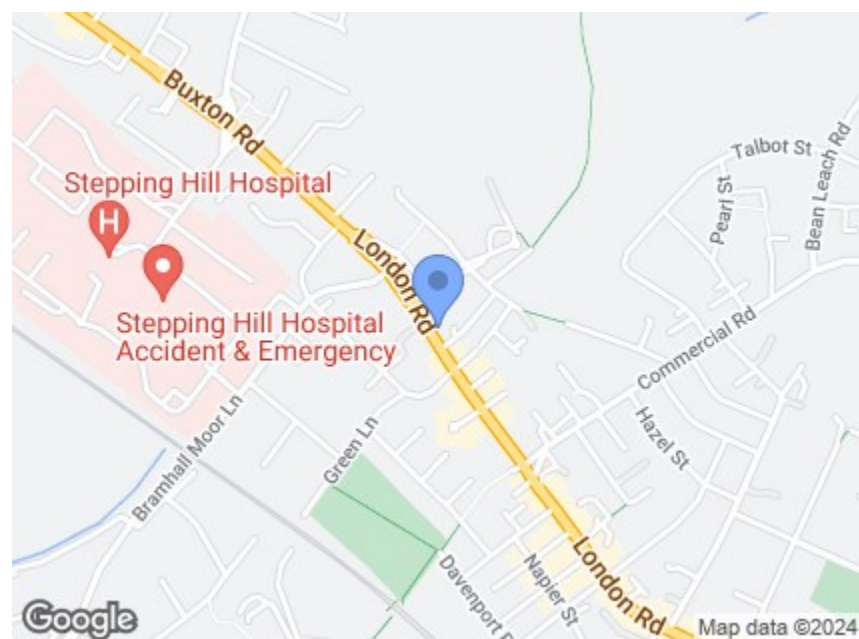 Buxton Rd
Talbot St
Bean Leach Rd
Pearl St
Stepping Hill Hospital
H
London Rd
Stepping Hill Hospital
Accident & Emergency
Commercial Rd
Bramhall Moor Ln
Green Ln
Hazel St
London Rd
Napier St
Davenport
Google
Map data ©2024